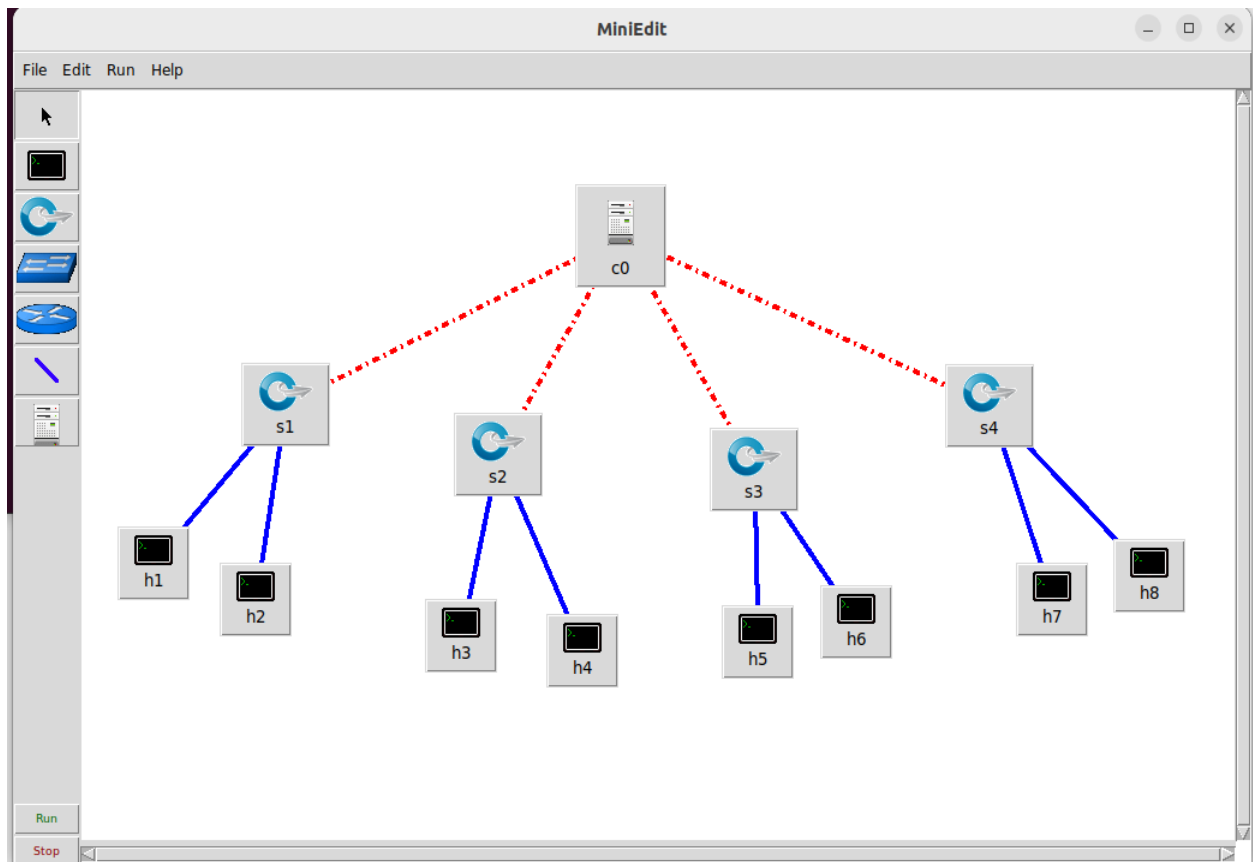 MiniEdit
File Edit Run Help
c0
s1
s2
s3
s4
h1
h2
h3
h4
h5
h6
h7
h8
Run
Stop